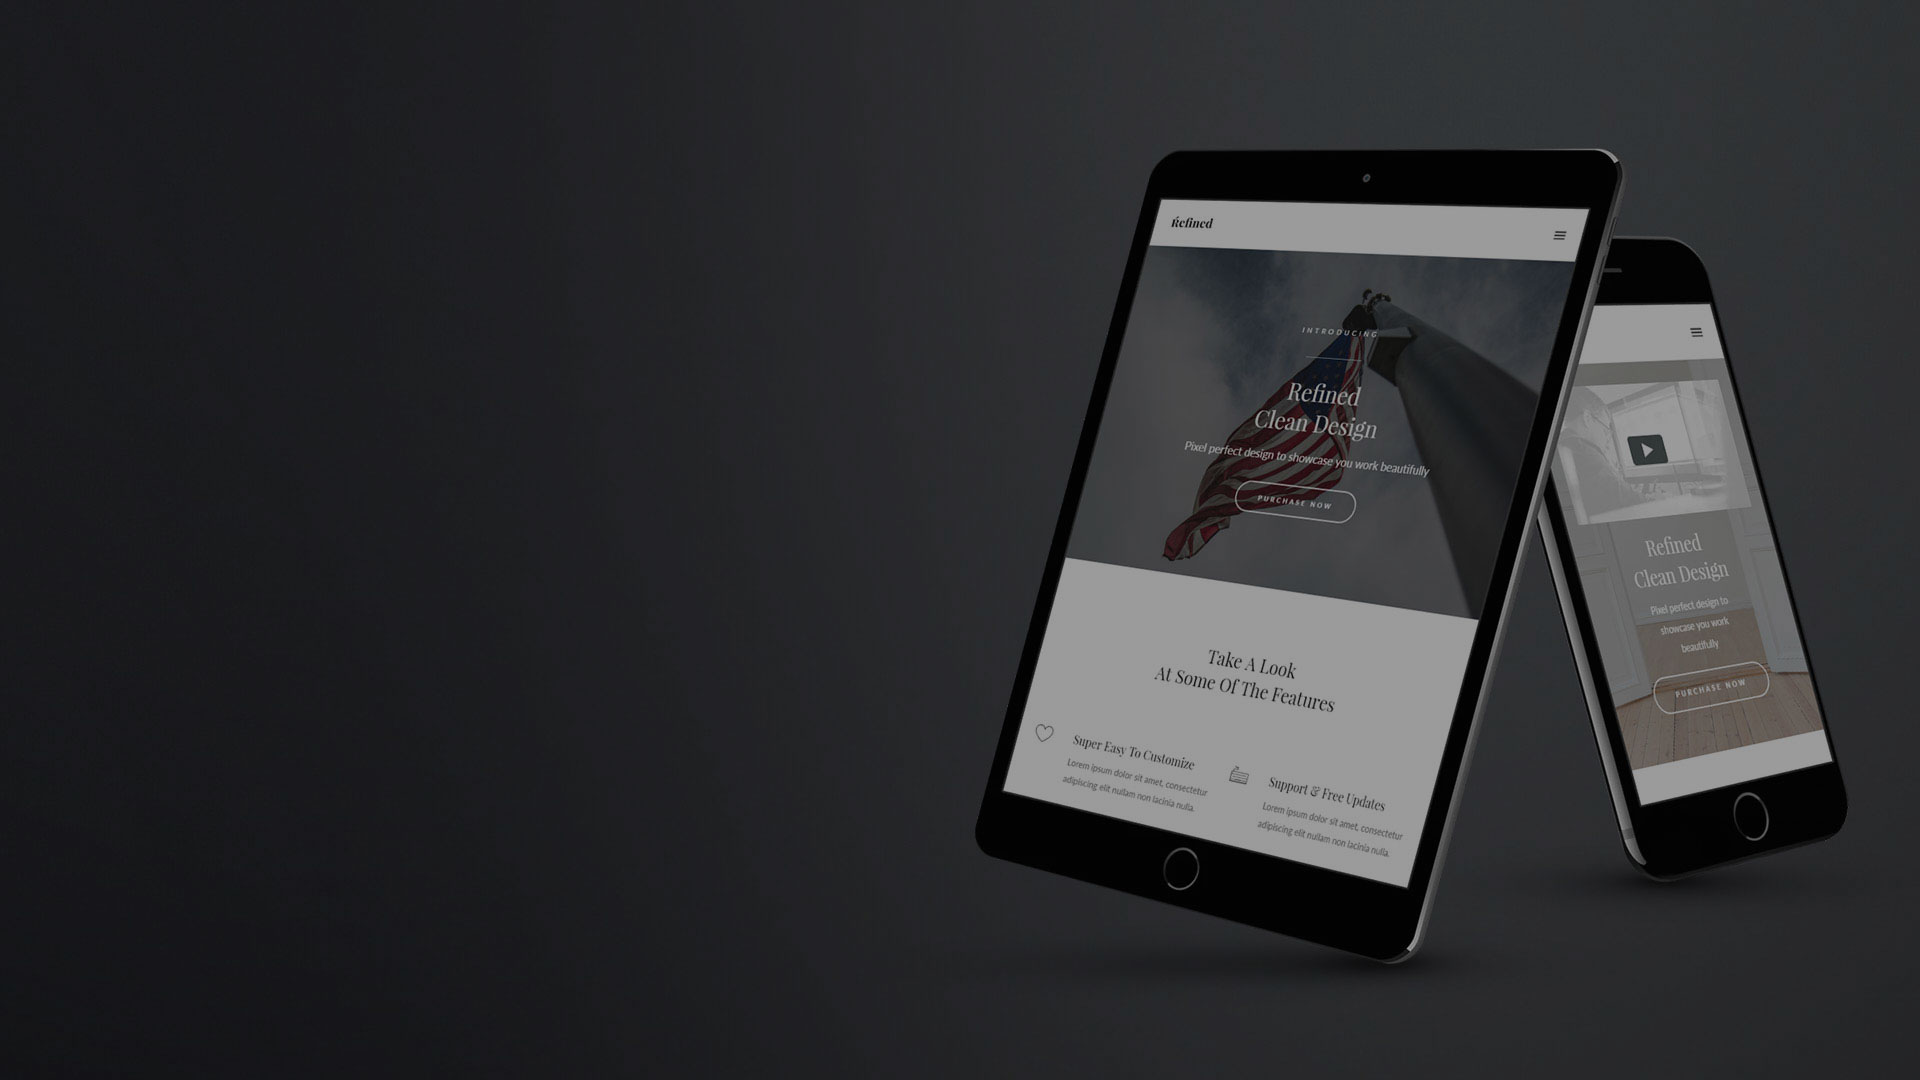 Refined
INTRODUCING
Refined
Clean Design
Pixel perfect design to showcase you work beautifully
PURCHASE NOW
Take A Look
At Some Of The Features
Super Easy To Customize
Lorem ipsum dolor sit amet, consectetur
adipiscing elit nullam non lacinia nulla.
Support & Free Updates
Lorem ipsum dolor sit amet, consectetur
adipiscing elit nullam non lacinia nulla.
Refined
Clean Design
Pixel perfect design to
showcase you work
beautifully
PURCHASE NOW